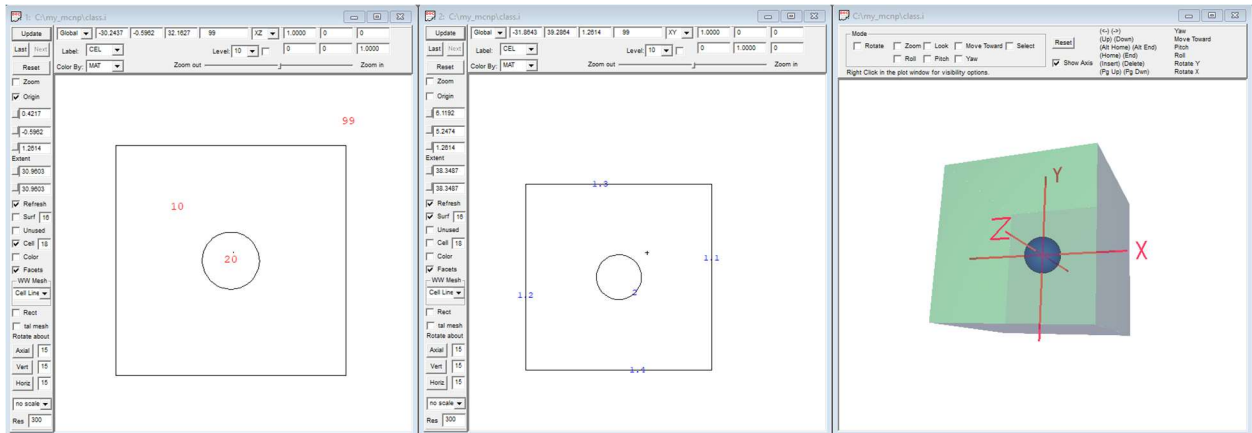 1: C:\my_mcnp\class.i
Update Global -30.2437 -0.5962 32.1627 99 XZ 1.0000 0 0
Last Next Label: CEL Level: 10 0 0 1.0000
Reset Color By: MAT Zoom out Zoom in
Zoom
Origin
0.4217
-0.5962
1.2614
Extent
30.9603
30.9603
Refresh
Surf 16
Unused
Cell 18
Color
Facets
WW Mesh
Cell Line
Rect
tal mesh
Rotate about
Axial 15
Vert 15
Horiz 15
no scale
Res 300
99
10
20
2: C:\my_mcnp\class.i
Update Global -31.8643 39.2864 1.2614 99 XY 1.0000 0 0
Last Next Label: CEL Level: 10 0 1.0000 0
Reset Color By: MAT Zoom out Zoom in
Zoom
Origin
6.1192
5.2474
1.2614
Extent
38.3487
38.3487
Refresh
Surf 16
Unused
Cell 18
Color
Facets
WW Mesh
Cell Line
Rect
tal mesh
Rotate about
Axial 15
Vert 15
Horiz 15
no scale
Res 300
1.3
1.1
1.2
2
1.4
C:\my_mcnp\class.i
Mode
Rotate Zoom Look Move Toward Select
Roll Pitch Yaw
Right Click in the plot window for visibility options.
Reset
Show Axis
(<-) (->) Yaw
(Up) (Down) Move Toward
(Alt Home) (Alt End) Pitch
(Home) (End) Roll
(Insert) (Delete) Rotate Y
(Pg Up) (Pg Dwn) Rotate X
Y
Z
X